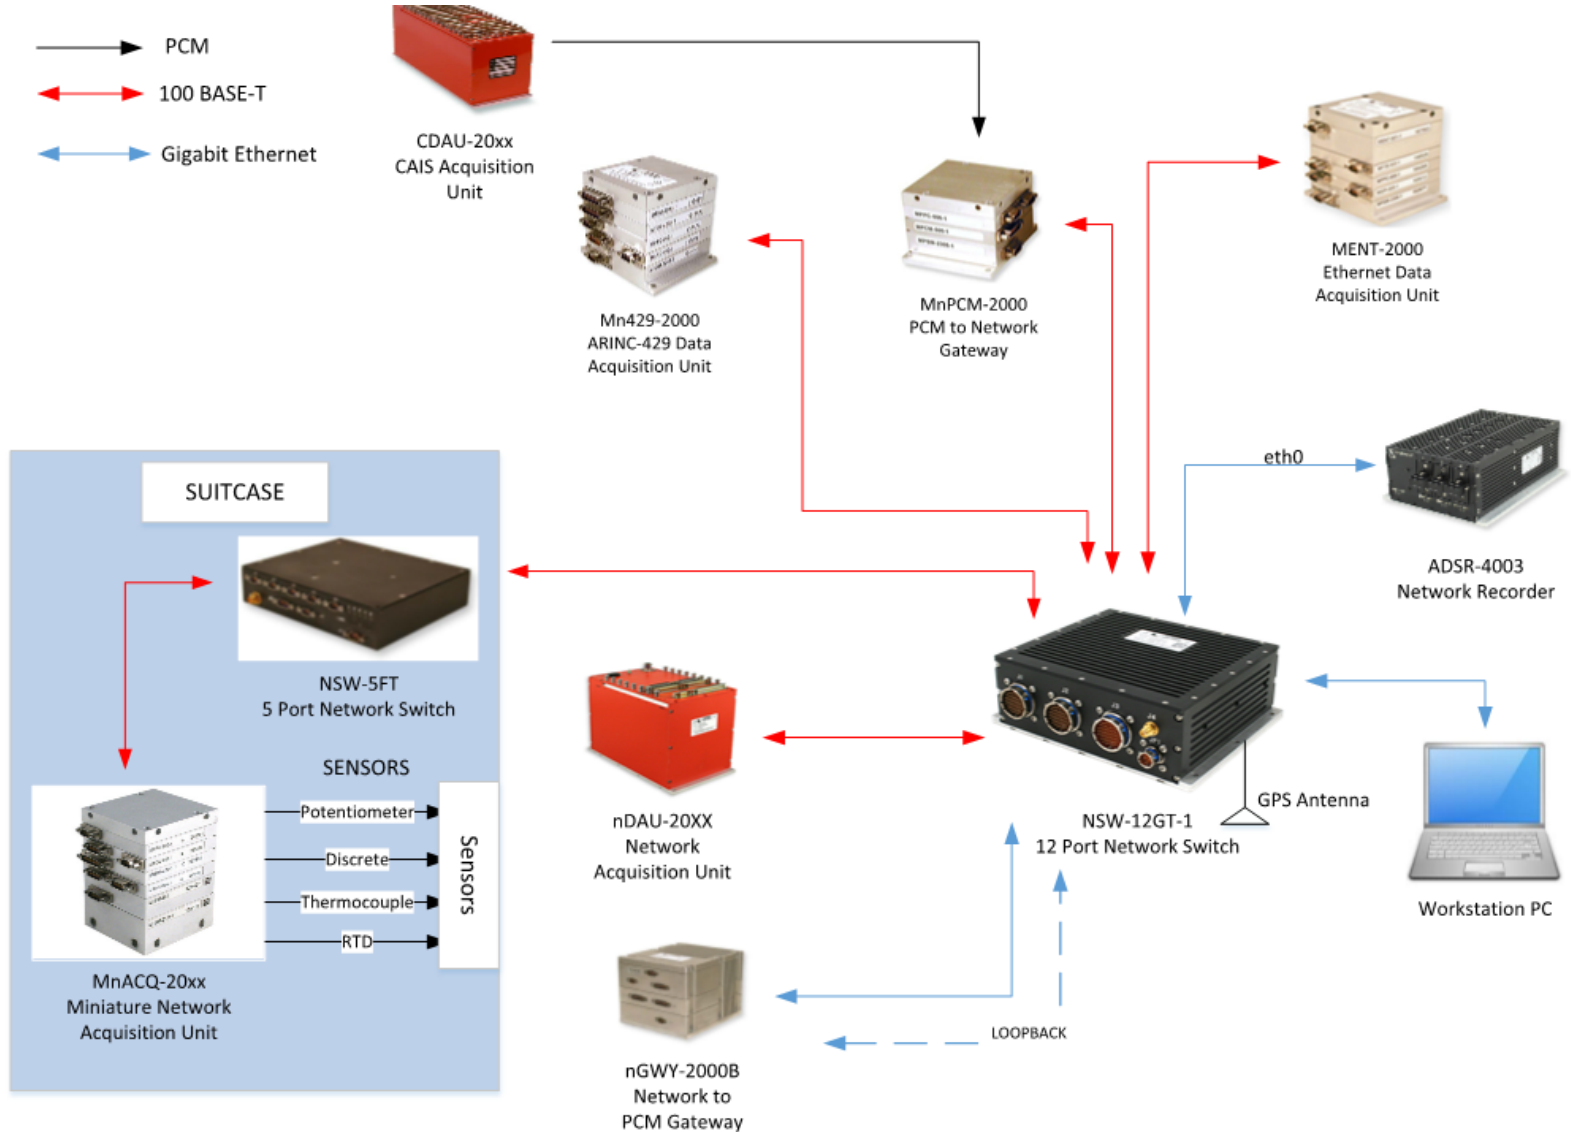 PCM
100 BASE-T
Gigabit Ethernet
CDAU-20xx
CAIS Acquisition
Unit
Mn429-2000
ARINC-429 Data
Acquisition Unit
MnPCM-2000
PCM to Network
Gateway
MENT-2000
Ethernet Data
Acquisition Unit
eth0
ADSR-4003
Network Recorder
SUITCASE
NSW-5FT
5 Port Network Switch
SENSORS
Potentiometer
Discrete
Thermocouple
RTD
Sensors
MnACQ-20xx
Miniature Network
Acquisition Unit
nDAU-20XX
Network
Acquisition Unit
NSW-12GT-1
12 Port Network Switch
GPS Antenna
Workstation PC
LOOPBACK
nGWY-2000B
Network to
PCM Gateway